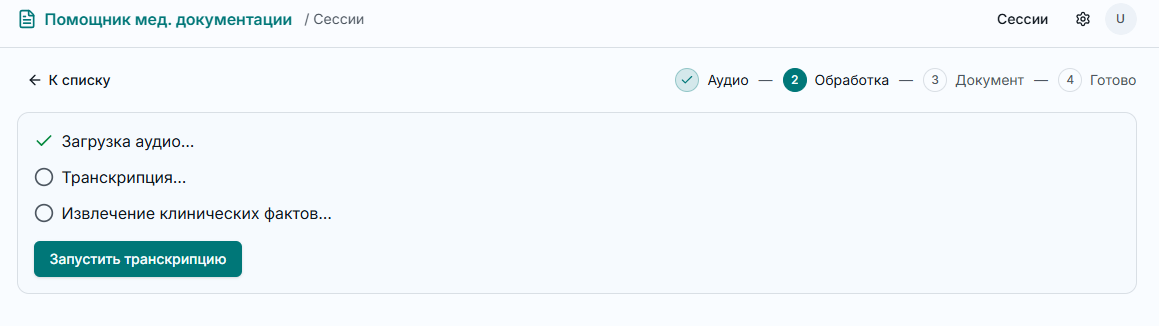 Помощник мед. документации / Сессии Сессии U
← К списку Аудио — 2 Обработка — 3 Документ — 4 Готово
Загрузка аудио...
Транскрипция...
Извлечение клинических фактов...
Запустить транскрипцию